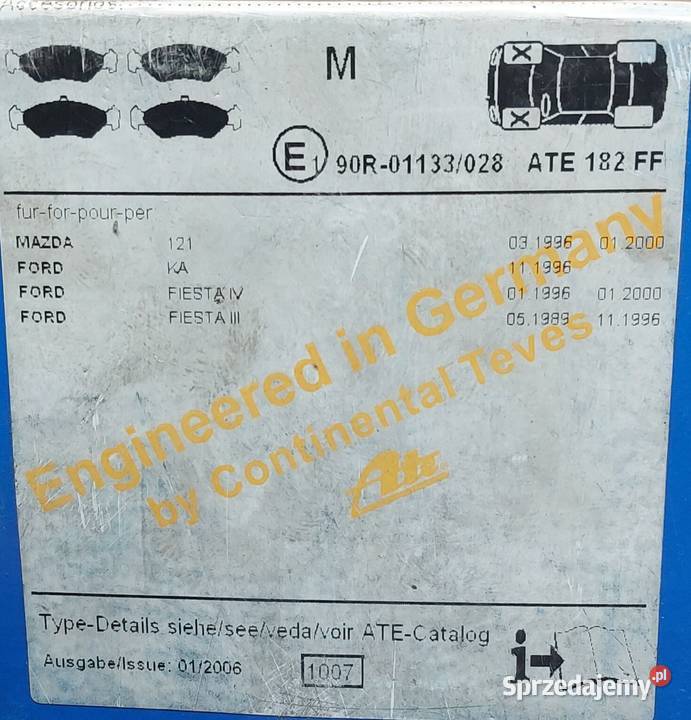 Accesorios:
M
E1 90R-01133/028 ATE 182 FF
fur-for-pour-per
MAZDA 121 03.1996 01.2000
FORD KA 11.1996
FORD FIESTA IV 01.1996 01.2000
FORD FIESTA III 05.1989 11.1996
Engineered in Germany
by Continental Teves
Ate
Type-Details siehe/see/veda/voir ATE-Catalog
Ausgabe/Issue: 01/2006 1007
i
Sprzedajemy.pl